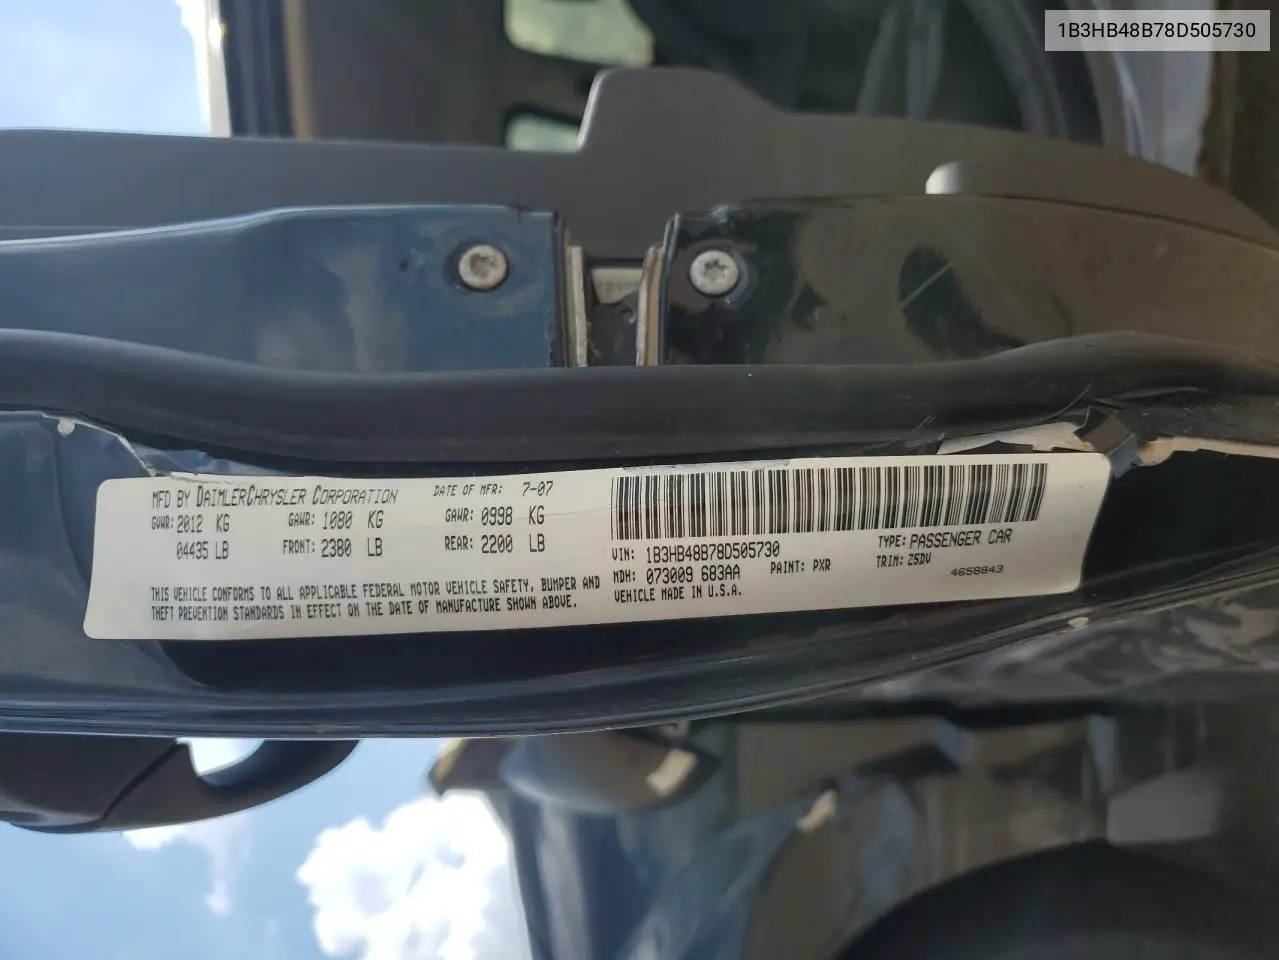 1B3HB48B78D505730
MFD BY DAIMLERCHRYSLER CORPORATION DATE OF MFR: 7-07
GVWR: 2012 KG GAWR: 1080 KG GAWR: 0998 KG
04435 LB FRONT: 2380 LB REAR: 2200 LB
THIS VEHICLE CONFORMS TO ALL APPLICABLE FEDERAL MOTOR VEHICLE SAFETY, BUMPER AND
THEFT PREVENTION STANDARDS IN EFFECT ON THE DATE OF MANUFACTURE SHOWN ABOVE.
VIN: 1B3HB48B78D505730 TYPE: PASSENGER CAR
MDH: 073009 683AA PAINT: PXR TRIM: Z5DV
VEHICLE MADE IN U.S.A. 4658843